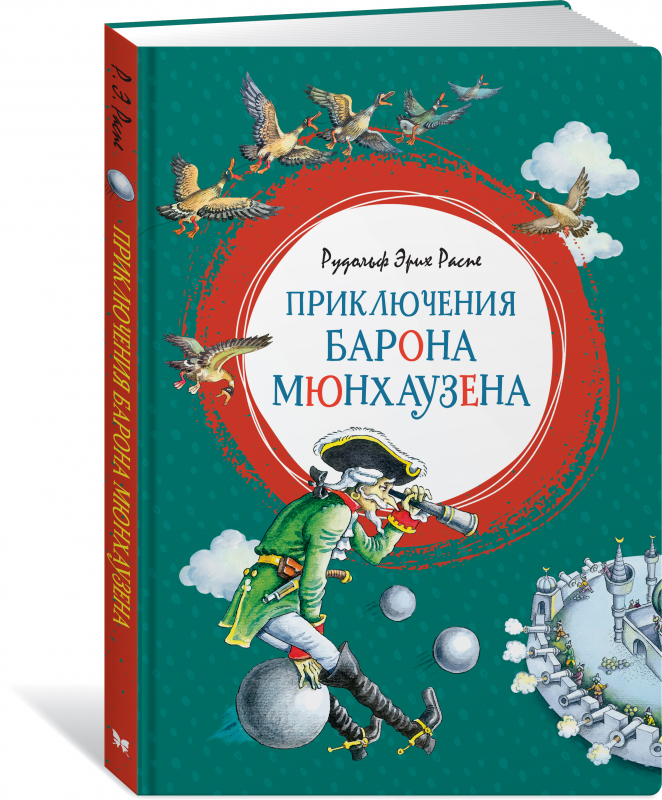 Р. Э. Распе
ПРИКЛЮЧЕНИЯ БАРОНА МЮНХАУЗЕНА
Рудольф Эрих Распе
ПРИКЛЮЧЕНИЯ
БАРОНА
МЮНХАУЗЕНА